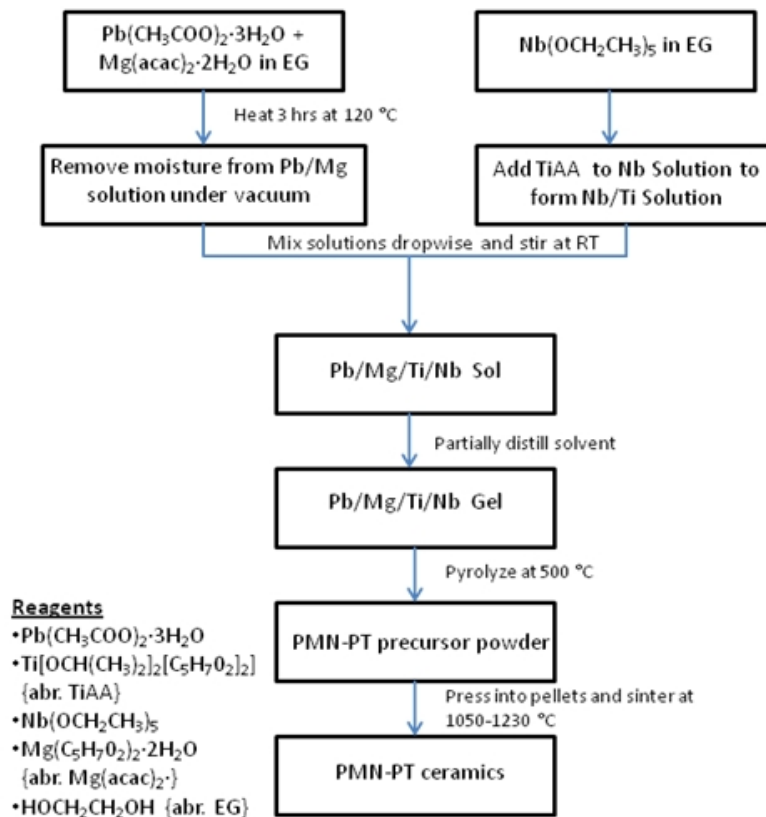 Pb(CH₃COO)₂·3H₂O +
Mg(acac)₂·2H₂O in EG
Nb(OCH₂CH₃)₅ in EG
Heat 3 hrs at 120 °C
Remove moisture from Pb/Mg
solution under vacuum
Add TiAA to Nb Solution to
form Nb/Ti Solution
Mix solutions dropwise and stir at RT
Pb/Mg/Ti/Nb Sol
Partially distill solvent
Pb/Mg/Ti/Nb Gel
Pyrolyze at 500 °C
PMN-PT precursor powder
Press into pellets and sinter at
1050-1230 °C
PMN-PT ceramics
Reagents
•Pb(CH₃COO)₂·3H₂O
•Ti[OCH(CH₃)₂]₂[C₅H₇0₂]₂]
{abr. TiAA}
•Nb(OCH₂CH₃)₅
•Mg(C₅H₇0₂)₂·2H₂O
{abr. Mg(acac)₂·}
•HOCH₂CH₂OH {abr. EG}